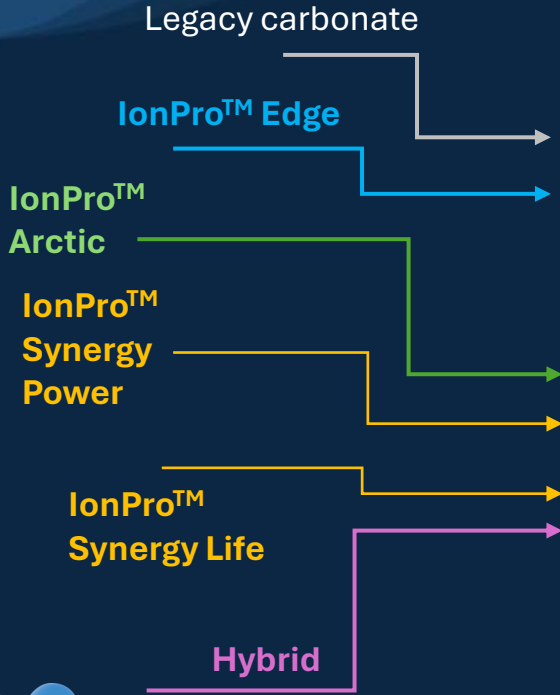 Legacy carbonate
IonPro™ Edge
IonPro™
Arctic
IonPro™
Synergy
Power
IonPro™
Synergy Life
Hybrid